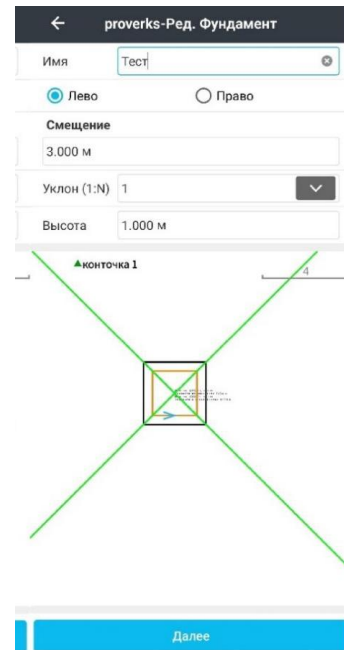 proverks-Ред. Фундамент
Имя Тест
Лево Право
Смещение
3.000 м
Уклон (1:N) 1
Высота 1.000 м
конточка 1
4
Далее